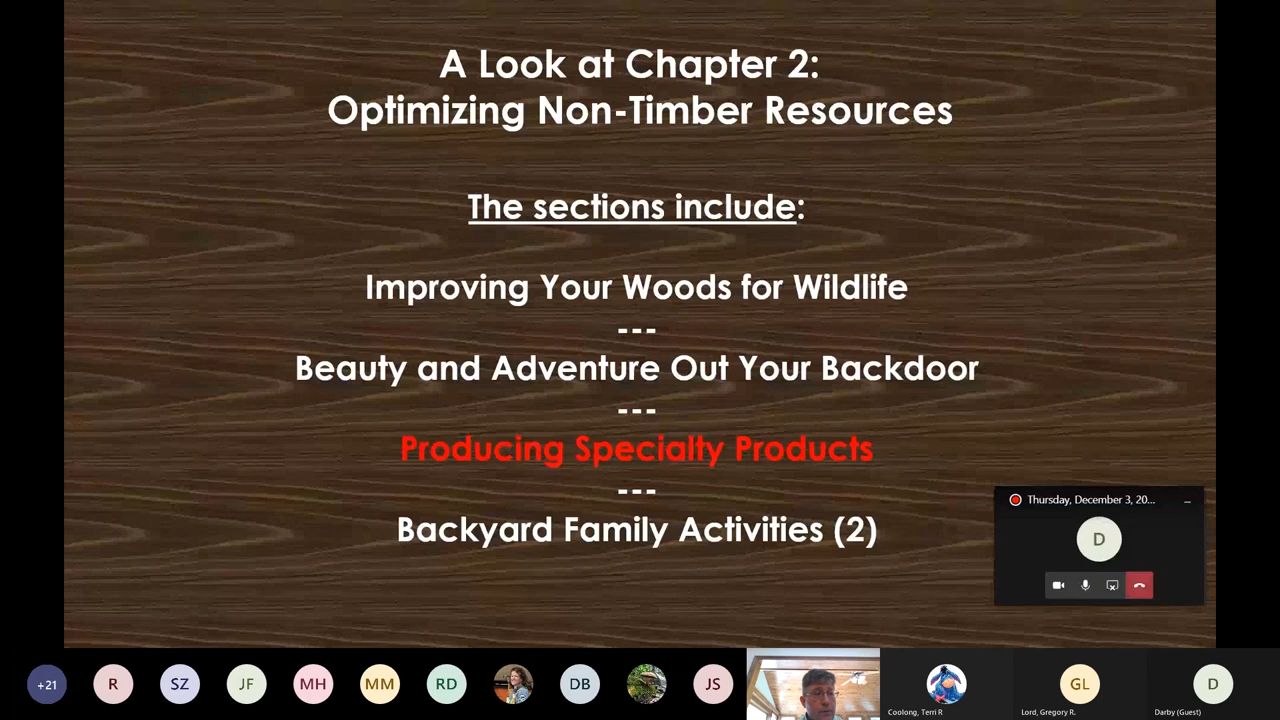 A Look at Chapter 2:
Optimizing Non-Timber Resources
The sections include:
Improving Your Woods for Wildlife
---
Beauty and Adventure Out Your Backdoor
---
Producing Specialty Products
---
Backyard Family Activities (2)
Thursday, December 3, 20...
D
+21
R
SZ
JF
MH
MM
RD
DB
JS
GL
D
Coolong, Terri R
Lord, Gregory R.
Darby (Guest)